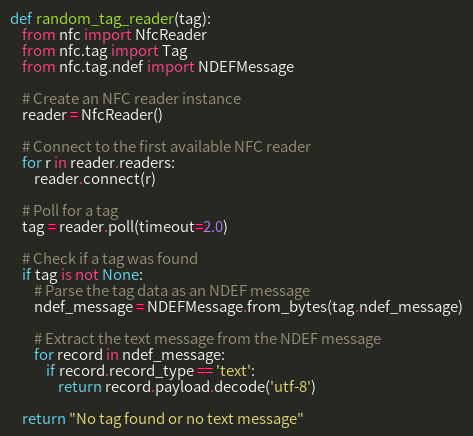 def random_tag_reader(tag):
    from nfc import NfcReader
    from nfc.tag import Tag
    from nfc.tag.ndef import NDEFMessage

    # Create an NFC reader instance
    reader = NfcReader()

    # Connect to the first available NFC reader
    for r in reader.readers:
        reader.connect(r)

    # Poll for a tag
    tag = reader.poll(timeout=2.0)

    # Check if a tag was found
    if tag is not None:
        # Parse the tag data as an NDEF message
        ndef_message = NDEFMessage.from_bytes(tag.ndef_message)

        # Extract the text message from the NDEF message
        for record in ndef_message:
            if record.record_type == 'text':
                return record.payload.decode('utf-8')

    return "No tag found or no text message"